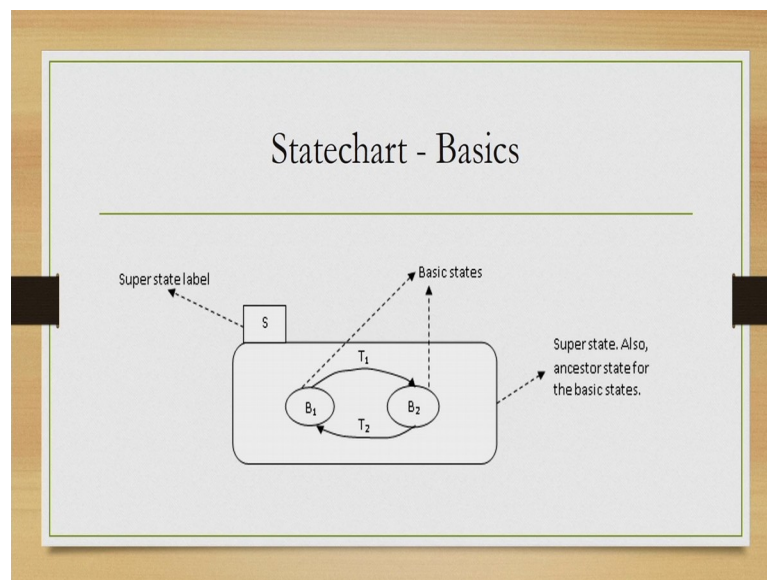 Statechart - Basics
Super state label
Basic states
S
T₁
Super state. Also,
ancestor state for
the basic states.
B₁
B₂
T₂